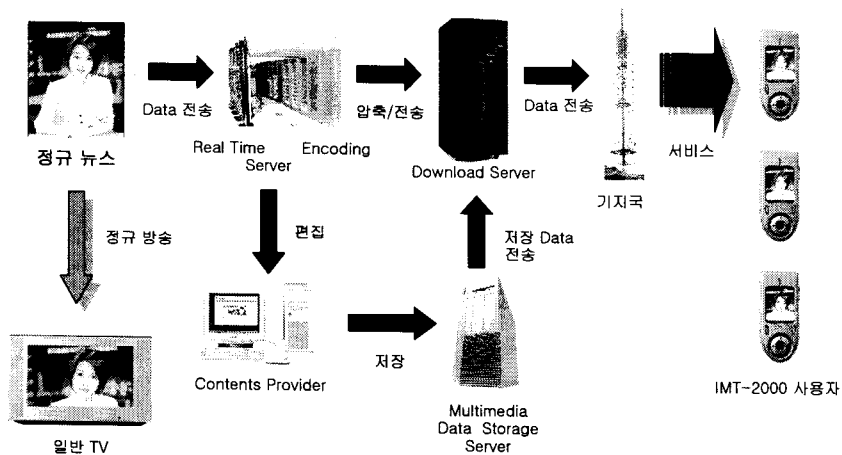 Data 전송
압축/전송
Data 전송
서비스
정규 뉴스
Real Time Encoding
Server
Download Server
기지국
정규 방송
편집
저장 Data
전송
Contents Provider
저장
Multimedia
Data Storage
Server
IMT-2000 사용자
일반 TV